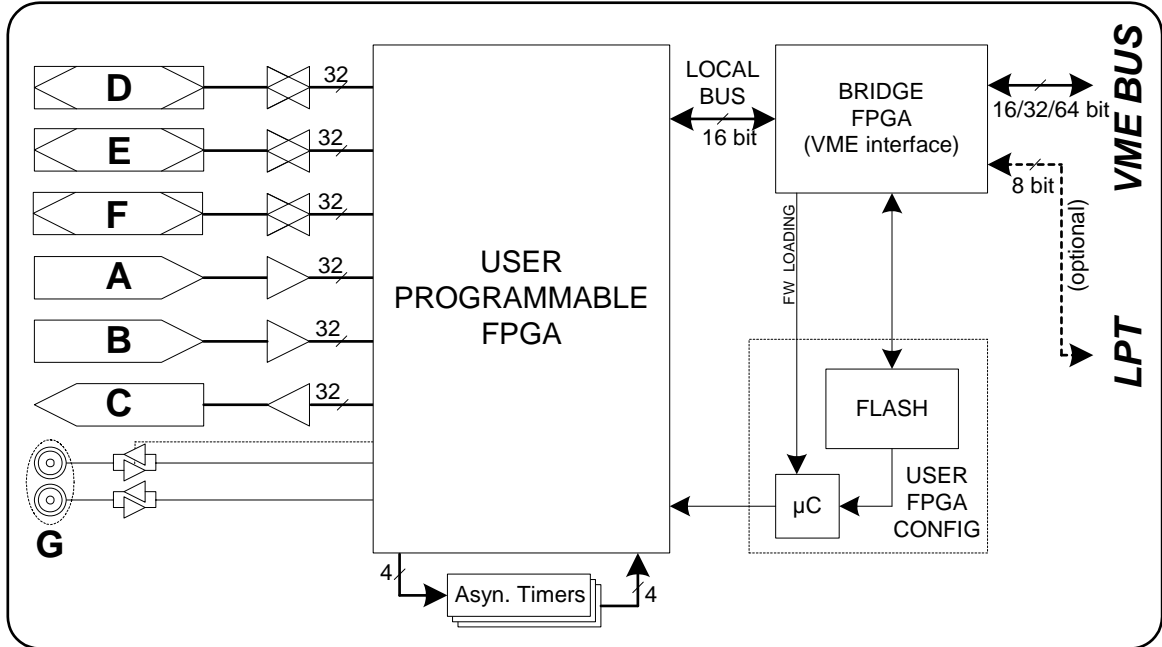 D
32
E
32
F
32
A
32
B
32
C
32
G
USER
PROGRAMMABLE
FPGA
4
Asyn. Timers
4
LOCAL
BUS
16 bit
BRIDGE
FPGA
(VME interface)
16/32/64 bit
VME BUS
8 bit
(optional)
LPT
FW LOADING
FLASH
µC
USER
FPGA
CONFIG